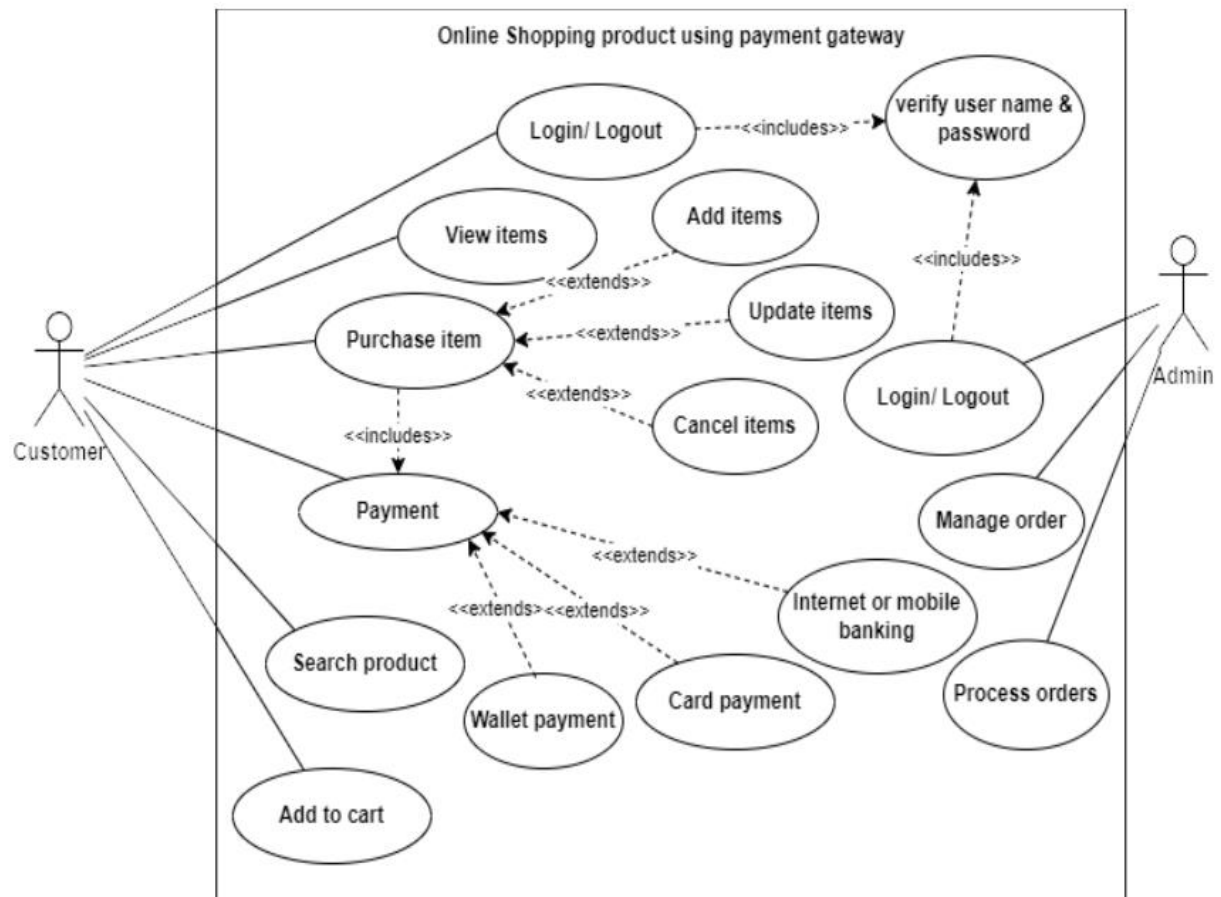 Online Shopping product using payment gateway
verify user name &
password
Login/ Logout
<<includes>>
Add items
View items
<<includes>>
<<extends>>
Update items
Purchase item
<<extends>>
Customer
Admin
<<extends>>
Login/ Logout
Cancel items
<<includes>>
Payment
Manage order
<<extends>>
Internet or mobile
banking
<<extends>
<<extends>>
Search product
Process orders
Card payment
Wallet payment
Add to cart